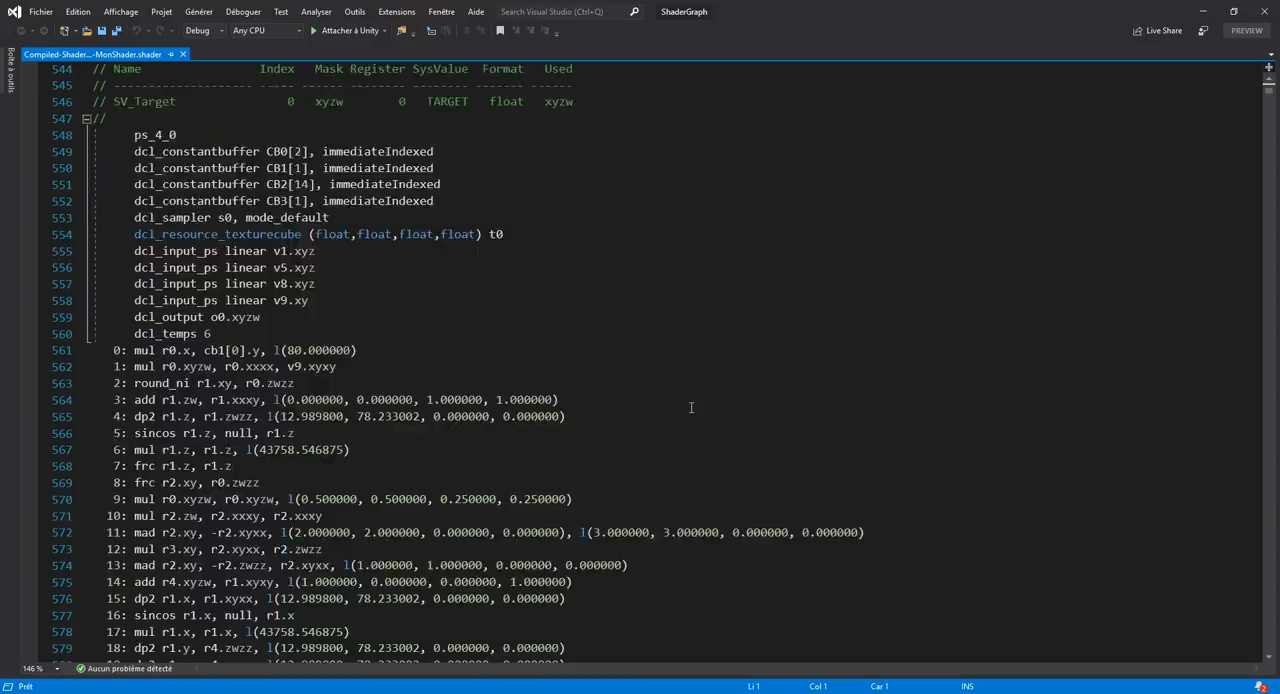 Fichier Edition Affichage Projet Générer Déboguer Test Analyser Outils Extensions Fenêtre Aide Search Visual Studio (Ctrl+Q) ShaderGraph
Debug Any CPU Attacher à Unity Live Share PREVIEW
Boîte à outils
Compiled-Shader...-MonShader.shader
544 // Name Index Mask Register SysValue Format Used
545 // -------------------- ----- ------ -------- -------- ------- ------
546 // SV_Target 0 xyzw 0 TARGET float xyzw
547 //
548 ps_4_0
549 dcl_constantbuffer CB0[2], immediateIndexed
550 dcl_constantbuffer CB1[1], immediateIndexed
551 dcl_constantbuffer CB2[14], immediateIndexed
552 dcl_constantbuffer CB3[1], immediateIndexed
553 dcl_sampler s0, mode_default
554 dcl_resource_texturecube (float,float,float,float) t0
555 dcl_input_ps linear v1.xyz
556 dcl_input_ps linear v5.xyz
557 dcl_input_ps linear v8.xyz
558 dcl_input_ps linear v9.xy
559 dcl_output o0.xyzw
560 dcl_temps 6
561 0: mul r0.x, cb1[0].y, l(80.000000)
562 1: mul r0.xyzw, r0.xxxx, v9.xyxy
563 2: round_ni r1.xy, r0.zwzz
564 3: add r1.zw, r1.xxxy, l(0.000000, 0.000000, 1.000000, 1.000000)
565 4: dp2 r1.z, r1.zwzz, l(12.989800, 78.233002, 0.000000, 0.000000)
566 5: sincos r1.z, null, r1.z
567 6: mul r1.z, r1.z, l(43758.546875)
568 7: frc r1.z, r1.z
569 8: frc r2.xy, r0.zwzz
570 9: mul r0.xyzw, r0.xyzw, l(0.500000, 0.500000, 0.250000, 0.250000)
571 10: mul r2.zw, r2.xxxy, r2.xxxy
572 11: mad r2.xy, -r2.xyxx, l(2.000000, 2.000000, 0.000000, 0.000000), l(3.000000, 3.000000, 0.000000, 0.000000)
573 12: mul r3.xy, r2.xyxx, r2.zwzz
574 13: mad r2.xy, -r2.zwzz, r2.xyxx, l(1.000000, 1.000000, 0.000000, 0.000000)
575 14: add r4.xyzw, r1.xyxy, l(1.000000, 0.000000, 0.000000, 1.000000)
576 15: dp2 r1.x, r1.xyxx, l(12.989800, 78.233002, 0.000000, 0.000000)
577 16: sincos r1.x, null, r1.x
578 17: mul r1.x, r1.x, l(43758.546875)
579 18: dp2 r1.y, r4.zwzz, l(12.989800, 78.233002, 0.000000, 0.000000)
146 % Aucun problème détecté
Prêt Li 1 Col 1 Car 1 INS 2